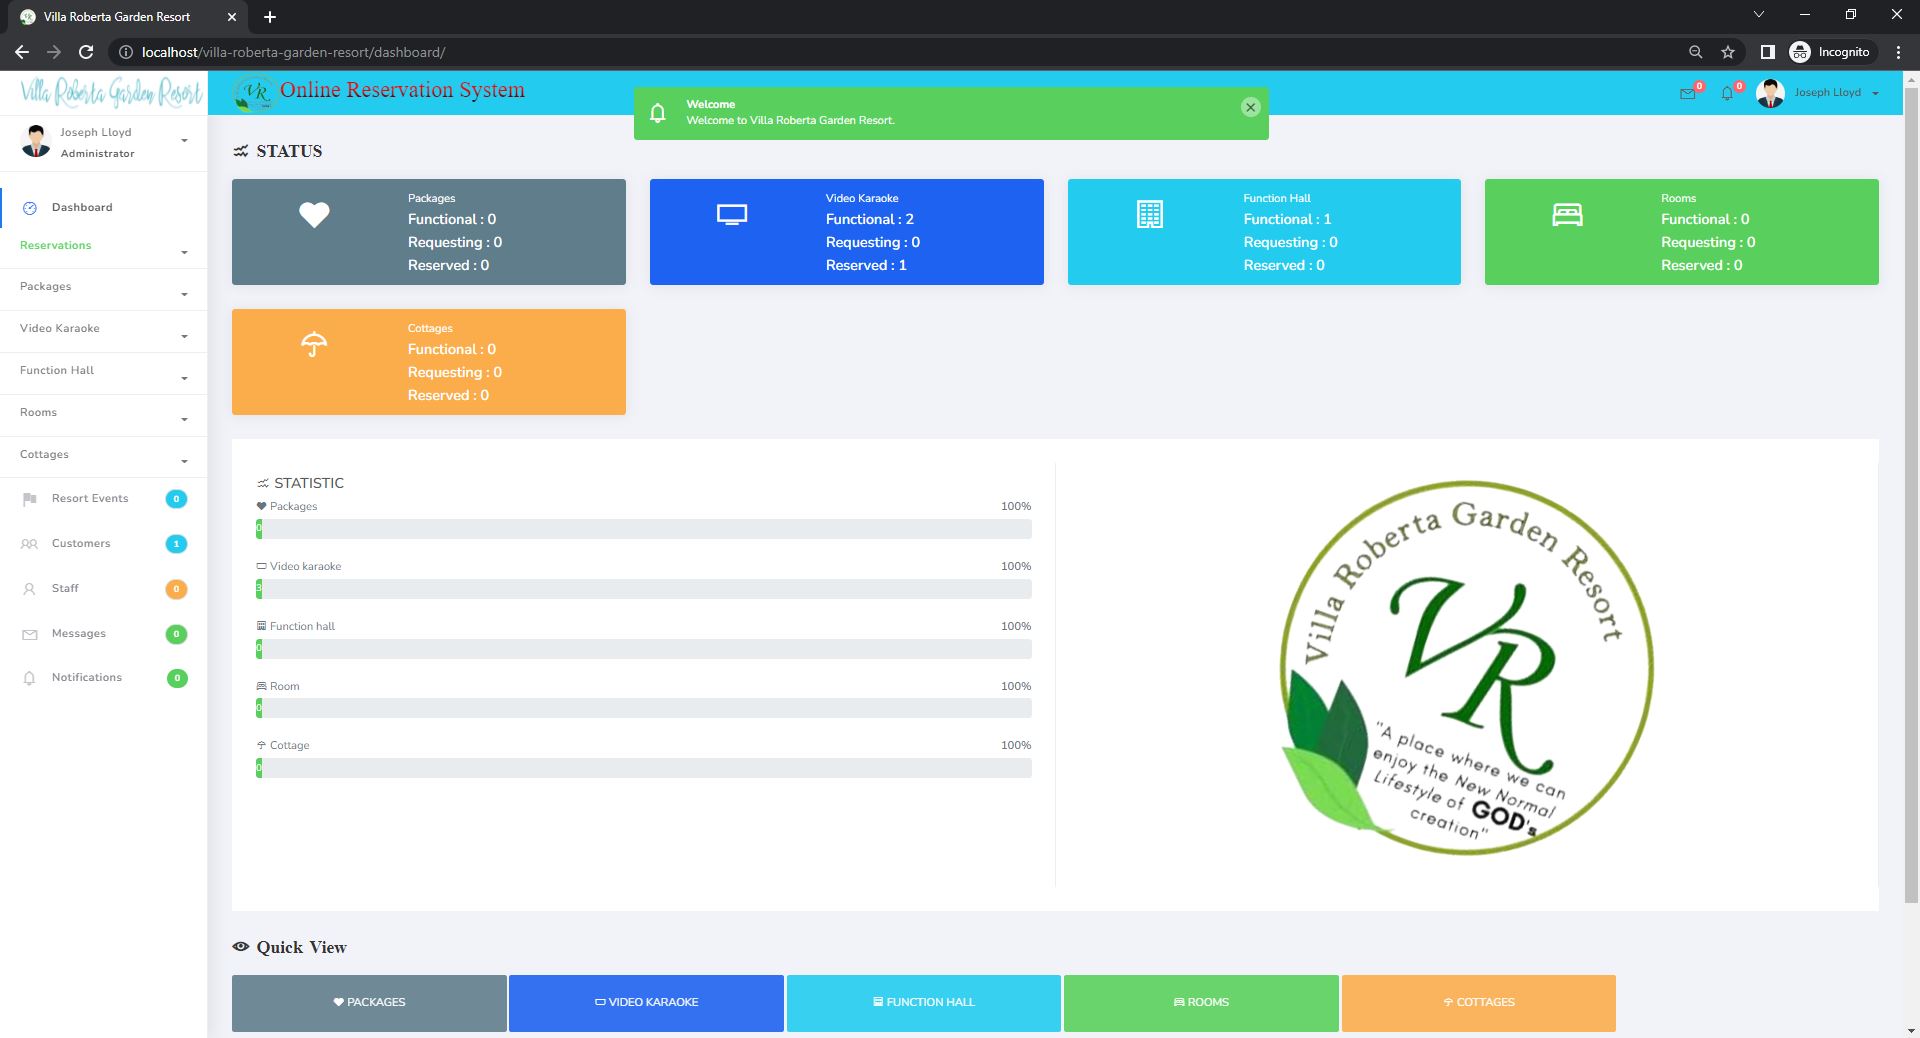 Villa Roberta Garden Resort
localhost/villa-roberta-garden-resort/dashboard/
Incognito
Villa Roberta Garden Resort
VR
Online Reservation System
0
0
Joseph Lloyd
Welcome
Welcome to Villa Roberta Garden Resort.
Joseph Lloyd
Administrator
Dashboard
Reservations
Packages
Video Karaoke
Function Hall
Rooms
Cottages
Resort Events 0
Customers 1
Staff 0
Messages 0
Notifications 0
STATUS
Packages
Functional : 0
Requesting : 0
Reserved : 0
Video Karaoke
Functional : 2
Requesting : 0
Reserved : 1
Function Hall
Functional : 1
Requesting : 0
Reserved : 0
Rooms
Functional : 0
Requesting : 0
Reserved : 0
Cottages
Functional : 0
Requesting : 0
Reserved : 0
STATISTIC
Packages 100%
0
Video karaoke 100%
3
Function hall 100%
0
Room 100%
0
Cottage 100%
0
Villa Roberta Garden Resort
VR
"A place where we can
enjoy the New Normal
Lifestyle of GOD's
creation"
Quick View
PACKAGES
VIDEO KARAOKE
FUNCTION HALL
ROOMS
COTTAGES